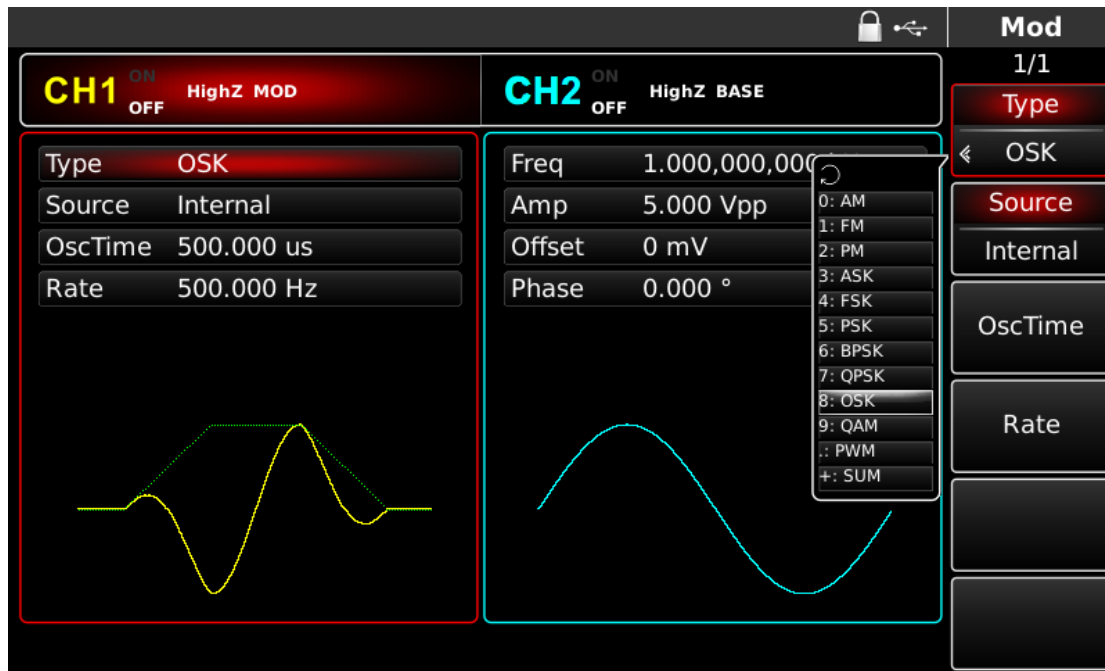 Mod
1/1
CH1 ON OFF HighZ MOD
CH2 ON OFF HighZ BASE
Type OSK
Source Internal
OscTime 500.000 us
Rate 500.000 Hz
Freq 1.000,000,000
Amp 5.000 Vpp
Offset 0 mV
Phase 0.000 °
0: AM
1: FM
2: PM
3: ASK
4: FSK
5: PSK
6: BPSK
7: QPSK
8: OSK
9: QAM
.: PWM
+: SUM
Type
OSK
Source
Internal
OscTime
Rate